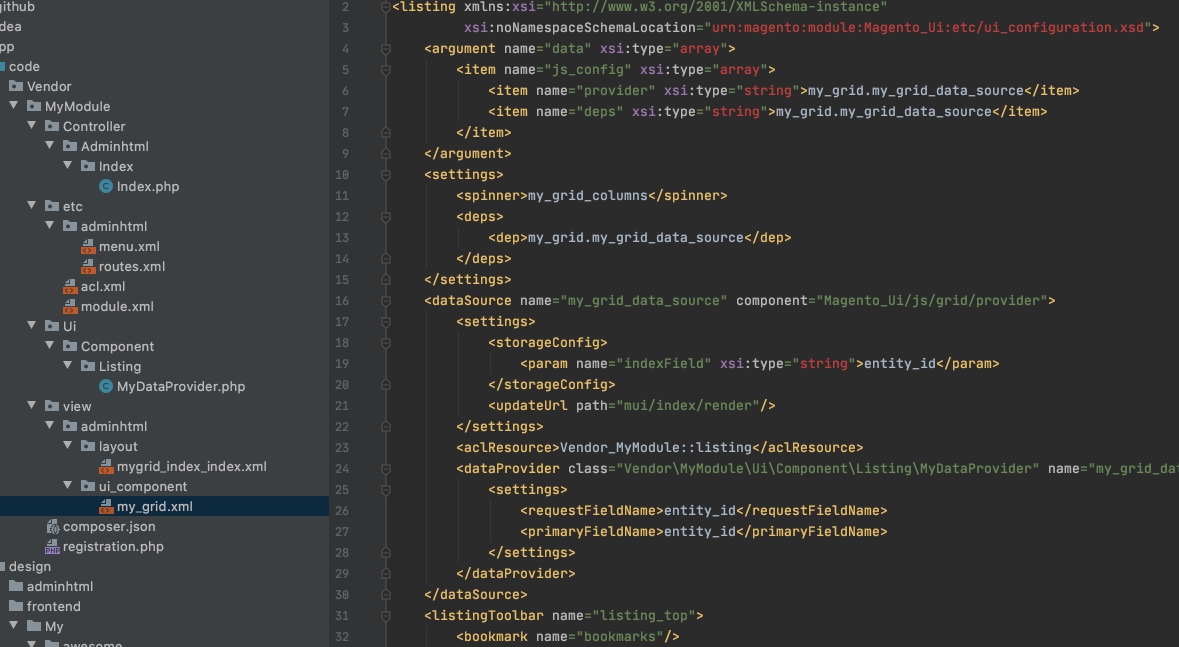 github
idea
app
code
Vendor
MyModule
Controller
Adminhtml
Index
Index.php
etc
adminhtml
menu.xml
routes.xml
acl.xml
module.xml
Ui
Component
Listing
MyDataProvider.php
view
adminhtml
layout
mygrid_index_index.xml
ui_component
my_grid.xml
composer.json
registration.php
design
adminhtml
frontend
My
awesome
2 <listing xmlns:xsi="http://www.w3.org/2001/XMLSchema-instance"
3 xsi:noNamespaceSchemaLocation="urn:magento:module:Magento_Ui:etc/ui_configuration.xsd">
4 <argument name="data" xsi:type="array">
5 <item name="js_config" xsi:type="array">
6 <item name="provider" xsi:type="string">my_grid.my_grid_data_source</item>
7 <item name="deps" xsi:type="string">my_grid.my_grid_data_source</item>
8 </item>
9 </argument>
10 <settings>
11 <spinner>my_grid_columns</spinner>
12 <deps>
13 <dep>my_grid.my_grid_data_source</dep>
14 </deps>
15 </settings>
16 <dataSource name="my_grid_data_source" component="Magento_Ui/js/grid/provider">
17 <settings>
18 <storageConfig>
19 <param name="indexField" xsi:type="string">entity_id</param>
20 </storageConfig>
21 <updateUrl path="mui/index/render"/>
22 </settings>
23 <aclResource>Vendor_MyModule::listing</aclResource>
24 <dataProvider class="Vendor\MyModule\Ui\Component\Listing\MyDataProvider" name="my_grid_dat
25 <settings>
26 <requestFieldName>entity_id</requestFieldName>
27 <primaryFieldName>entity_id</primaryFieldName>
28 </settings>
29 </dataProvider>
30 </dataSource>
31 <listingToolbar name="listing_top">
32 <bookmark name="bookmarks"/>